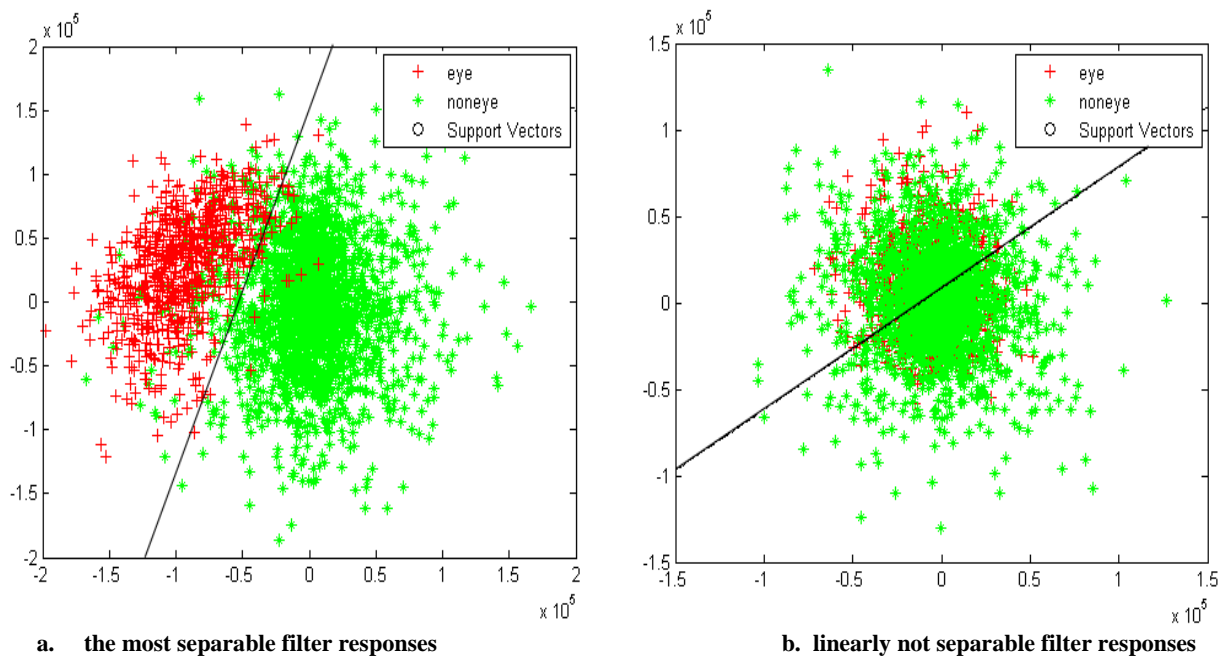 x 10^5
2
1.5
1
0.5
0
-0.5
-1
-1.5
-2
-2 -1.5 -1 -0.5 0 0.5 1 1.5 2
x 10^5
eye
noneye
Support Vectors
a. the most separable filter responses
x 10^5
1.5
1
0.5
0
-0.5
-1
-1.5
-1.5 -1 -0.5 0 0.5 1 1.5
x 10^5
eye
noneye
Support Vectors
b. linearly not separable filter responses